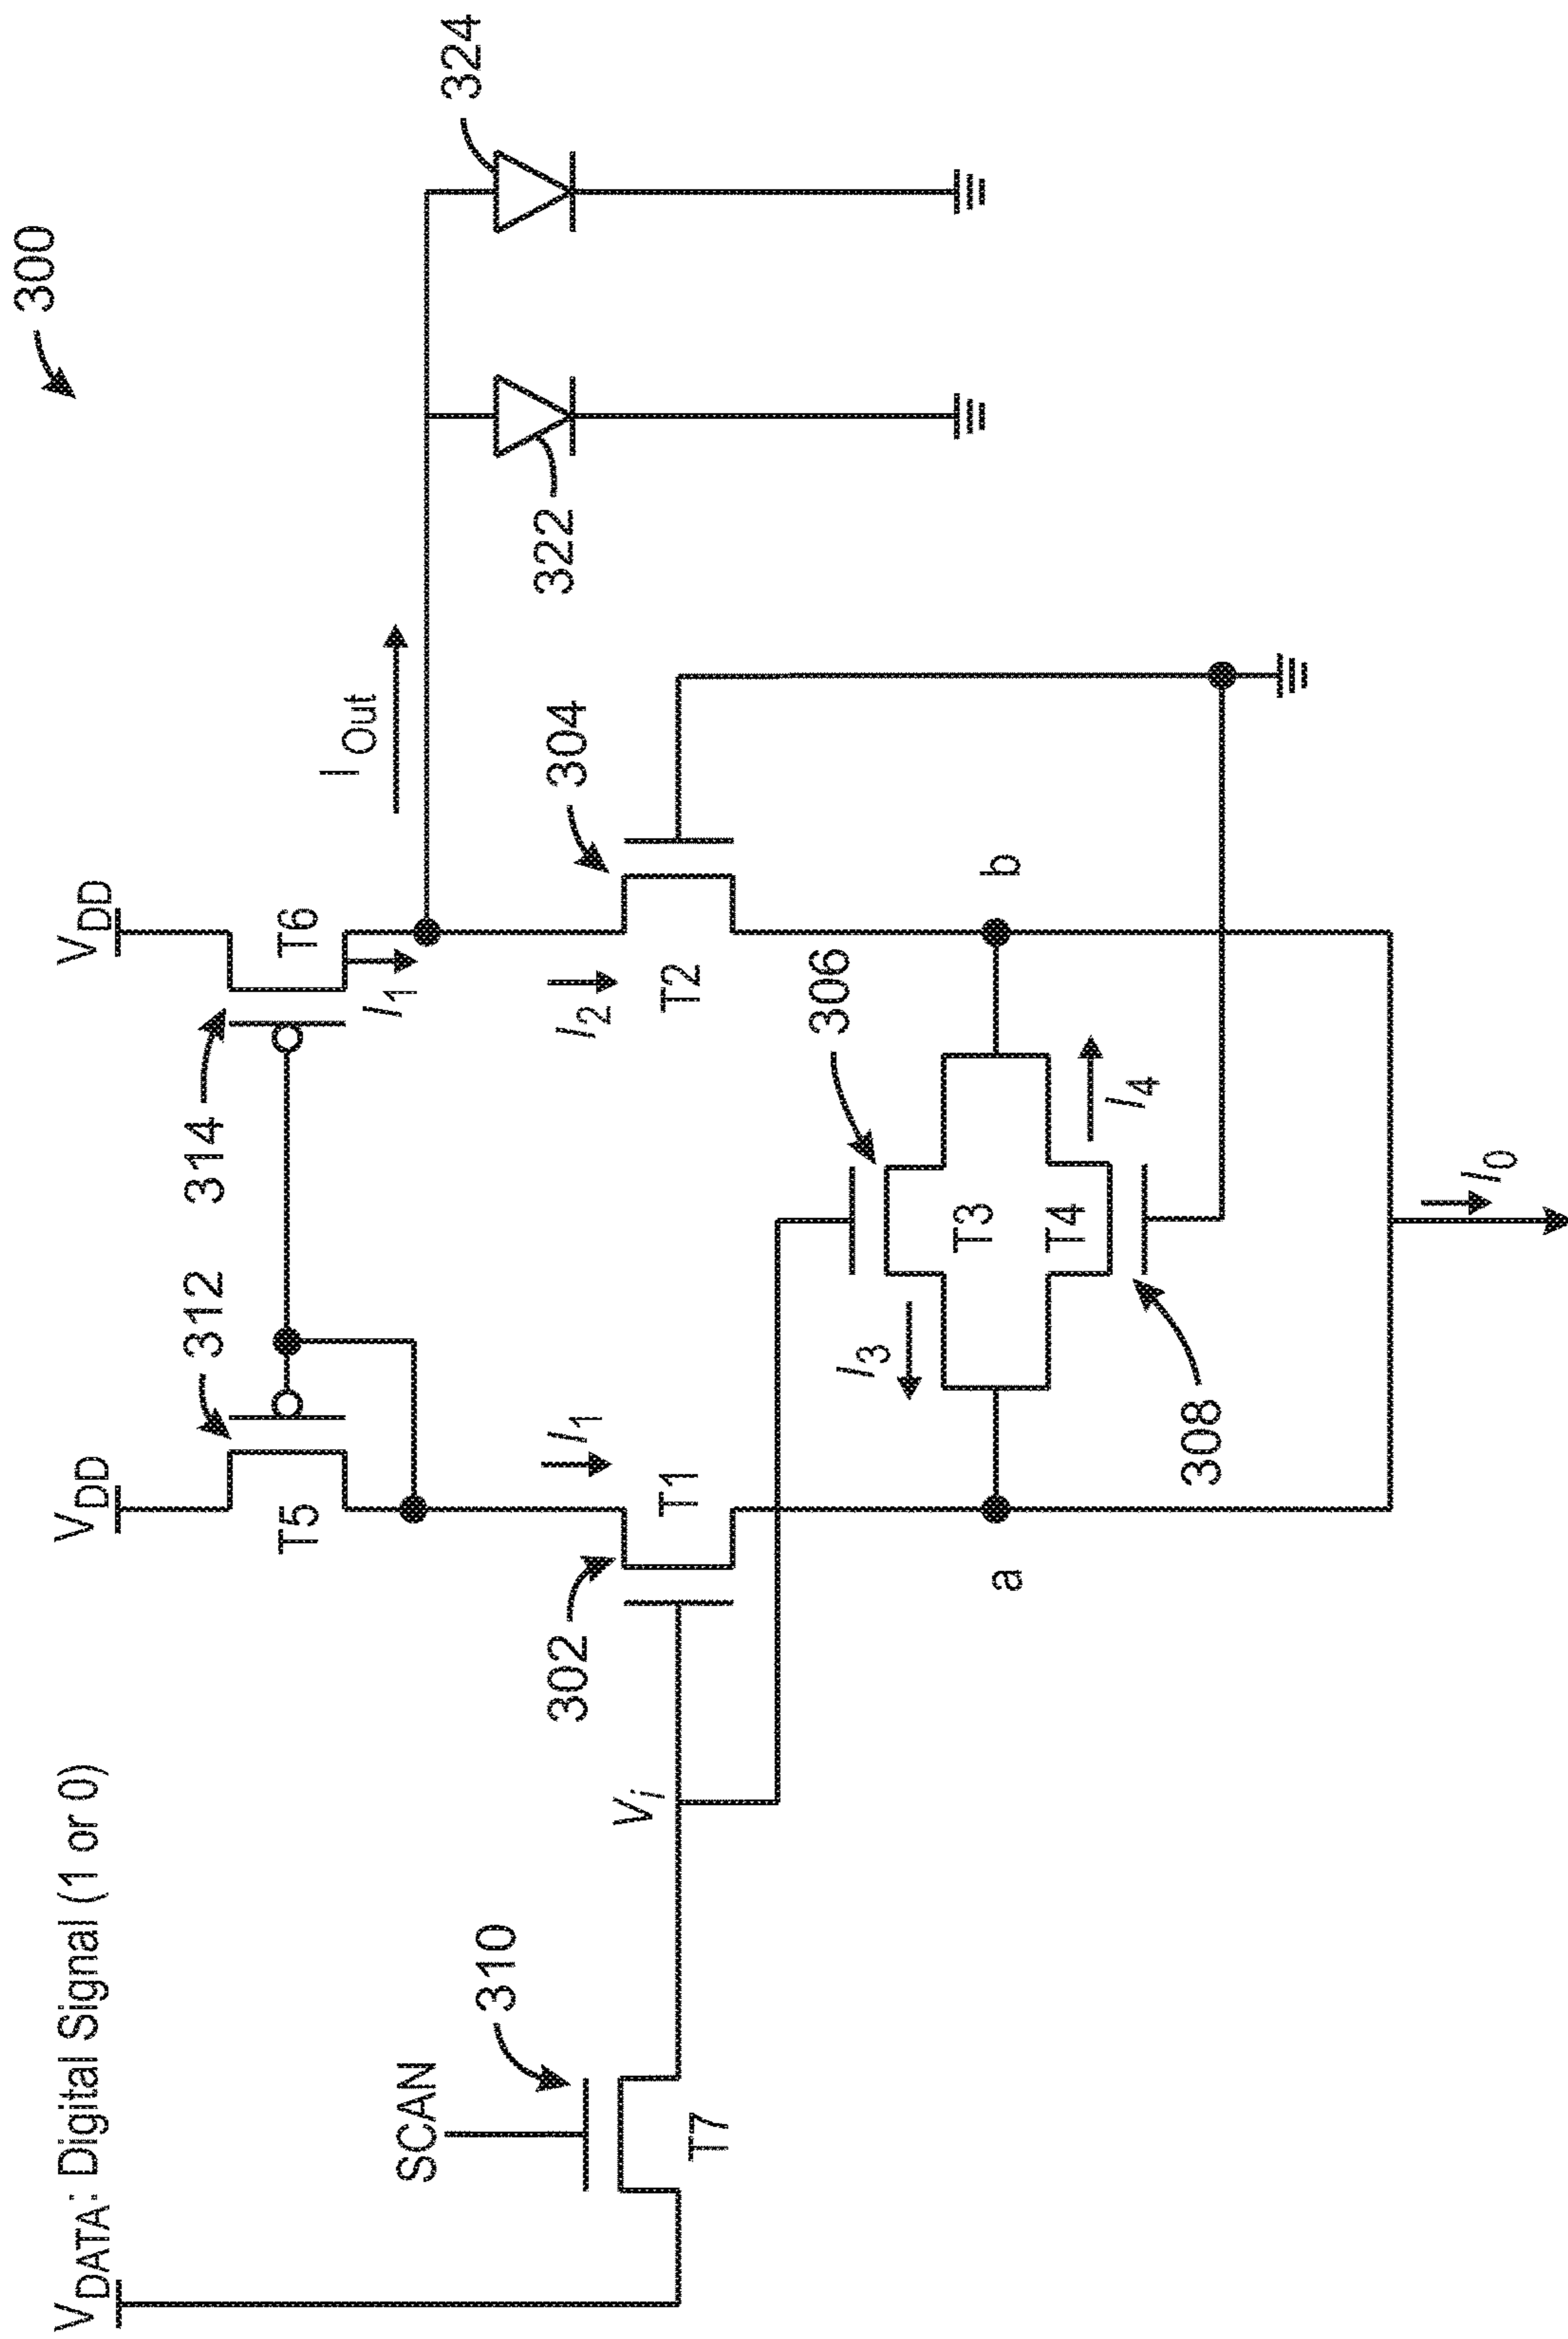 300
V_DATA: Digital Signal (1 or 0)
V_DD
V_DD
312
314
T5
T6
I_1
I_Out
324
SCAN
310
T7
V_i
302
I_1
T1
I_2
304
T2
322
306
I_3
T3
a
b
T4
I_4
308
I_0